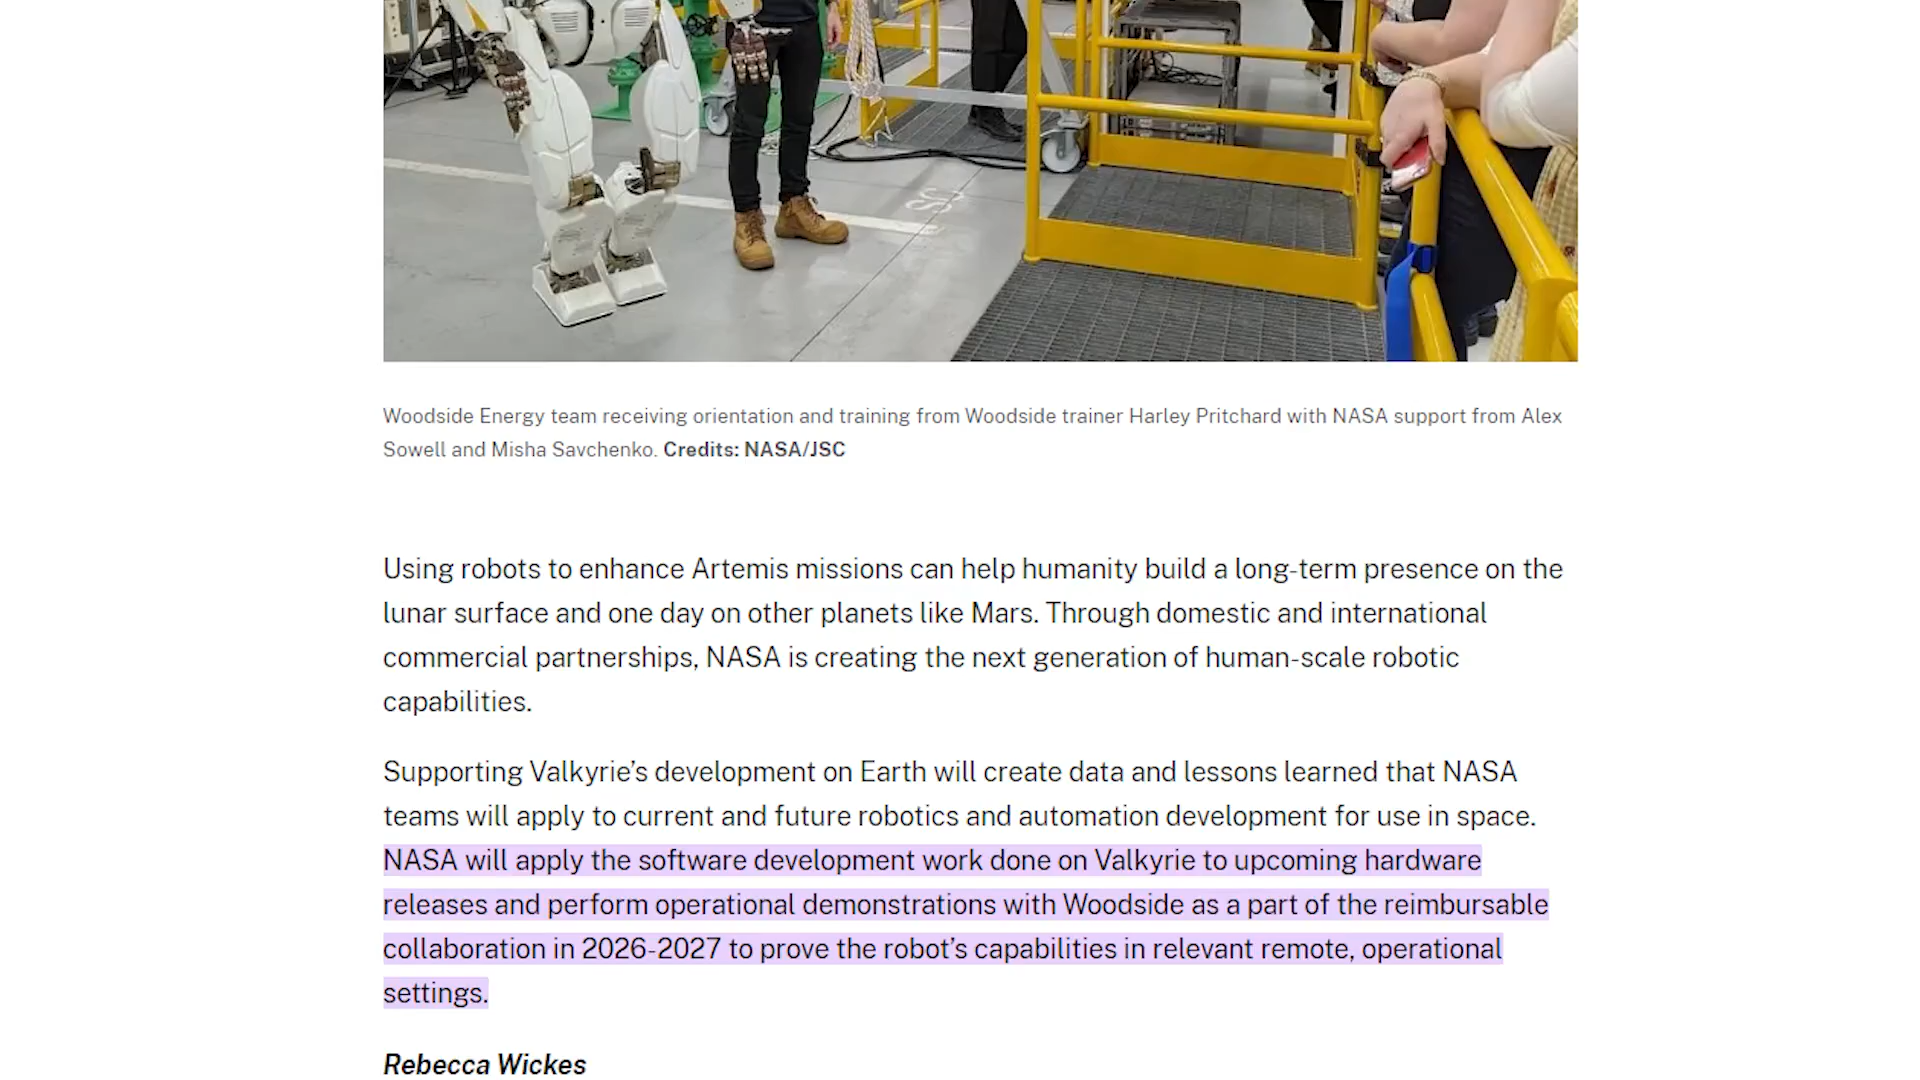 Woodside Energy team receiving orientation and training from Woodside trainer Harley Pritchard with NASA support from Alex
Sowell and Misha Savchenko. Credits: NASA/JSC
Using robots to enhance Artemis missions can help humanity build a long-term presence on the
lunar surface and one day on other planets like Mars. Through domestic and international
commercial partnerships, NASA is creating the next generation of human-scale robotic
capabilities.
Supporting Valkyrie’s development on Earth will create data and lessons learned that NASA
teams will apply to current and future robotics and automation development for use in space.
NASA will apply the software development work done on Valkyrie to upcoming hardware
releases and perform operational demonstrations with Woodside as a part of the reimbursable
collaboration in 2026-2027 to prove the robot’s capabilities in relevant remote, operational
settings.
Rebecca Wickes